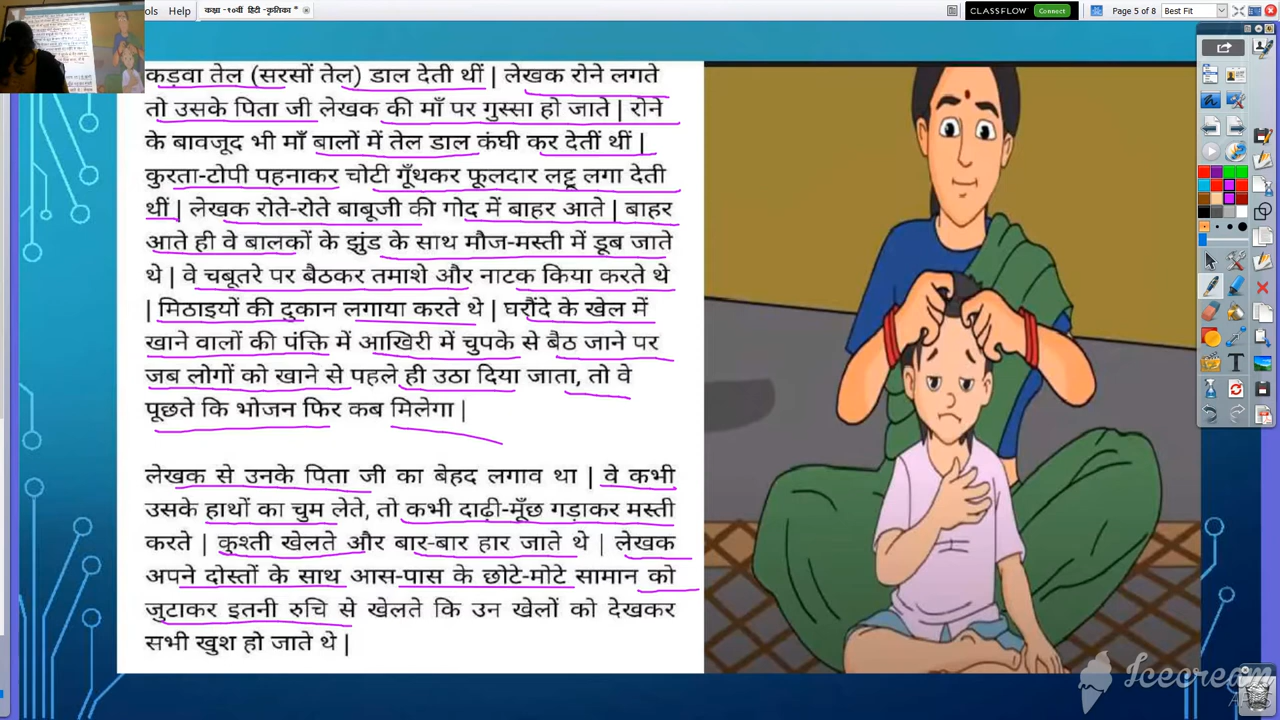 ols Help कक्षा -१०वीं हिंदी -कृतिका * CLASSFLOW Connect Page 5 of 8 Best Fit
कड़वा तेल (सरसों तेल) डाल देती थीं | लेखक रोने लगते
तो उसके पिता जी लेखक की माँ पर गुस्सा हो जाते | रोने
के बावजूद भी माँ बालों में तेल डाल कंघी कर देतीं थीं |
कुरता-टोपी पहनाकर चोटी गूँथकर फूलदार लट्टू लगा देती
थीं | लेखक रोते-रोते बाबूजी की गोद में बाहर आते | बाहर
आते ही वे बालकों के झुंड के साथ मौज-मस्ती में डूब जाते
थे | वे चबूतरे पर बैठकर तमाशे और नाटक किया करते थे
| मिठाइयों की दुकान लगाया करते थे | घरौंदे के खेल में
खाने वालों की पंक्ति में आखिरी में चुपके से बैठ जाने पर
जब लोगों को खाने से पहले ही उठा दिया जाता, तो वे
पूछते कि भोजन फिर कब मिलेगा |
लेखक से उनके पिता जी का बेहद लगाव था | वे कभी
उसके हाथों का चुम लेते, तो कभी दाढ़ी-मूँछ गड़ाकर मस्ती
करते | कुश्ती खेलते और बार-बार हार जाते थे | लेखक
अपने दोस्तों के साथ आस-पास के छोटे-मोटे सामान को
जुटाकर इतनी रुचि से खेलते कि उन खेलों को देखकर
सभी खुश हो जाते थे |
Icecream
APPS